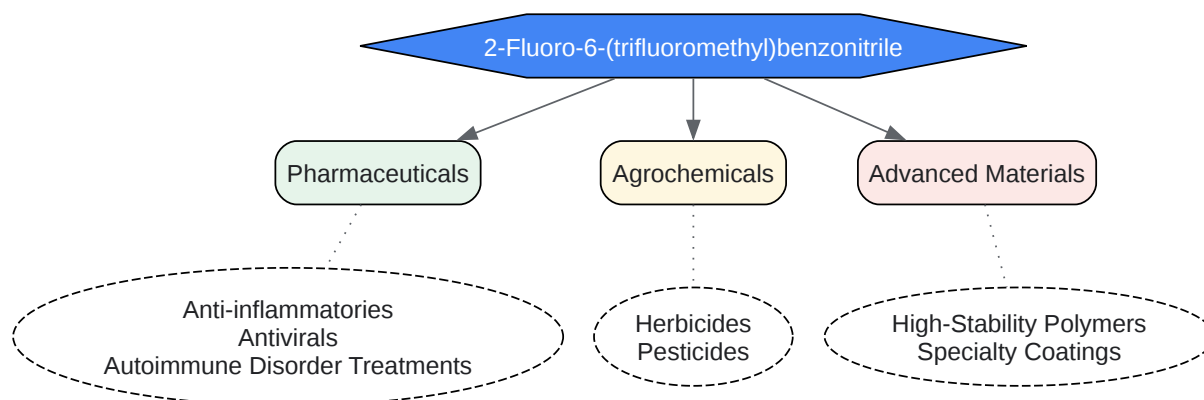 2-Fluoro-6-(trifluoromethyl)benzonitrile
Pharmaceuticals
Agrochemicals
Advanced Materials
Anti-inflammatories
Antivirals
Autoimmune Disorder Treatments
Herbicides
Pesticides
High-Stability Polymers
Specialty Coatings